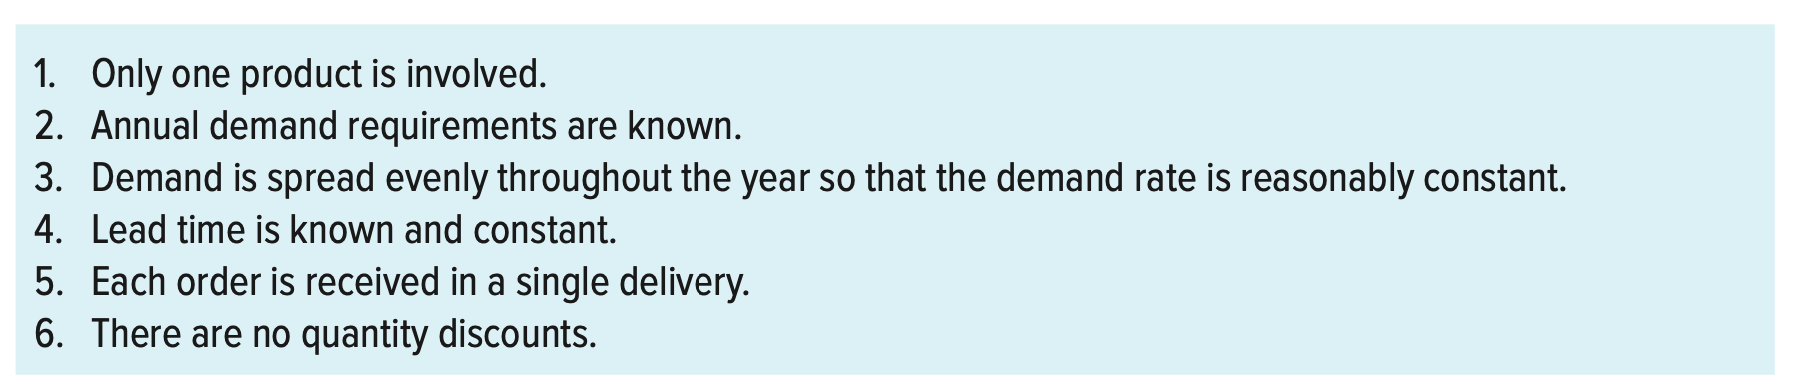 1. Only one product is involved.
2. Annual demand requirements are known.
3. Demand is spread evenly throughout the year so that the demand rate is reasonably constant.
4. Lead time is known and constant.
5. Each order is received in a single delivery.
6. There are no quantity discounts.